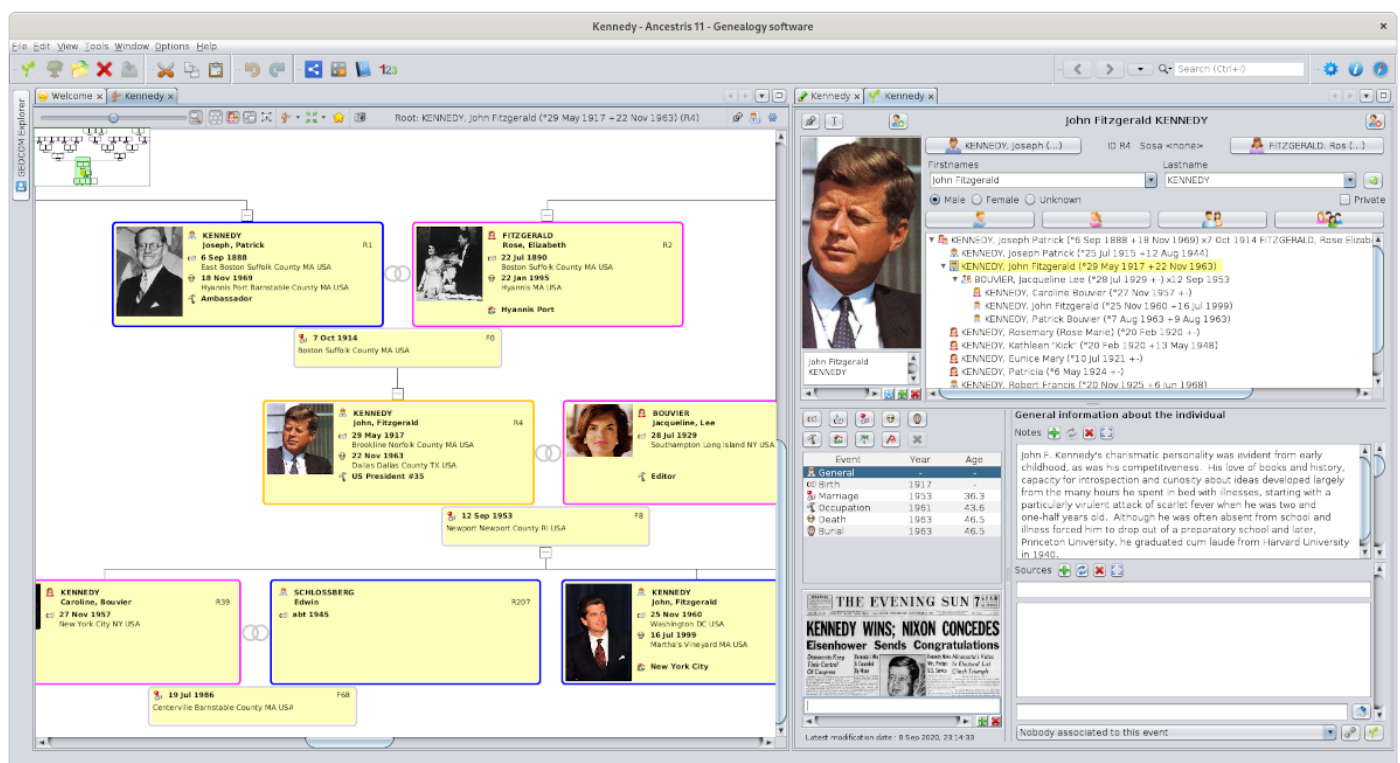 Kennedy - Ancestris 11 - Genealogy software
File Edit View Tools Window Options Help
123
Search (Ctrl+I)
GEDCOM Explorer
Welcome
Kennedy
Root: KENNEDY, John Fitzgerald (*29 May 1917 +22 Nov 1963) (R4)
KENNEDY
Joseph, Patrick R1
6 Sep 1888
East Boston Suffolk County MA USA
18 Nov 1969
Hyannis Port Barnstable County MA USA
Ambassador
FITZGERALD
Rose, Elizabeth R2
22 Jul 1890
Boston Suffolk County MA USA
22 Jan 1995
Hyannis County MA USA
Hyannis Port
7 Oct 1914 F0
Boston Suffolk County MA USA
KENNEDY
John, Fitzgerald R4
29 May 1917
Brookline Norfolk County MA USA
22 Nov 1963
Dallas Dallas County TX USA
US President #35
BOUVIER
Jacqueline, Lee
28 Jul 1929
Southampton Long Island NY USA
Editor
12 Sep 1953 F8
Newport Newport County RI USA
KENNEDY
Caroline, Bouvier R39
27 Nov 1957
New York City NY USA
SCHLOSSBERG
Edwin R207
abt 1945
KENNEDY
John, Fitzgerald
25 Nov 1960
Washington DC USA
16 Jul 1999
Martha's Vineyard MA USA
New York City
19 Jul 1986 F68
Centerville Barnstable County MA USA
Kennedy
Kennedy
John Fitzgerald KENNEDY
KENNEDY, Joseph (...) ID R4 Sosa <none> FITZGERALD, Ros (...)
Firstnames Lastname
John Fitzgerald KENNEDY
Male Female Unknown Private
KENNEDY, Joseph Patrick (*6 Sep 1888 +18 Nov 1969) x7 Oct 1914 FITZGERALD, Rose Elizab
KENNEDY, Joseph Patrick (*25 Jul 1915 +12 Aug 1944)
KENNEDY, John Fitzgerald (*29 May 1917 +22 Nov 1963)
BOUVIER, Jacqueline Lee (*28 Jul 1929 +-) x12 Sep 1953
KENNEDY, Caroline Bouvier (*27 Nov 1957 +-)
KENNEDY, John Fitzgerald (*25 Nov 1960 +16 Jul 1999)
KENNEDY, Patrick Bouvier (*7 Aug 1963 +9 Aug 1963)
KENNEDY, Rosemary (Rose Marie) (*20 Feb 1920 +-)
KENNEDY, Kathleen "Kick" (*20 Feb 1920 +13 May 1948)
KENNEDY, Eunice Mary (*10 Jul 1921 +-)
KENNEDY, Patricia (*6 May 1924 +-)
KENNEDY, Robert Francis (*20 Nov 1925 +6 Jun 1968)
John Fitzgerald
KENNEDY
Event Year Age
General - -
Birth 1917 -
Marriage 1953 36.3
Occupation 1961 43.6
Death 1963 46.5
Burial 1963 46.5
General information about the individual
Notes
John F. Kennedy's charismatic personality was evident from early
childhood, as was his competitiveness. His love of books and history,
capacity for introspection and curiosity about ideas developed largely
from the many hours he spent in bed with illnesses, starting with a
particularly virulent attack of scarlet fever when he was two and
one-half years old. Although he was often absent from school and
illness forced him to drop out of a preparatory school and later,
Princeton University, he graduated cum laude from Harvard University
in 1940.
Sources
THE EVENING SUN 7 STAR
KENNEDY WINS; NIXON CONCEDES
Eisenhower Sends Congratulations
Democrats Keep
Their Control
Of Congress
Latest modification date : 8 Sep 2020, 23:14:33
Nobody associated to this event